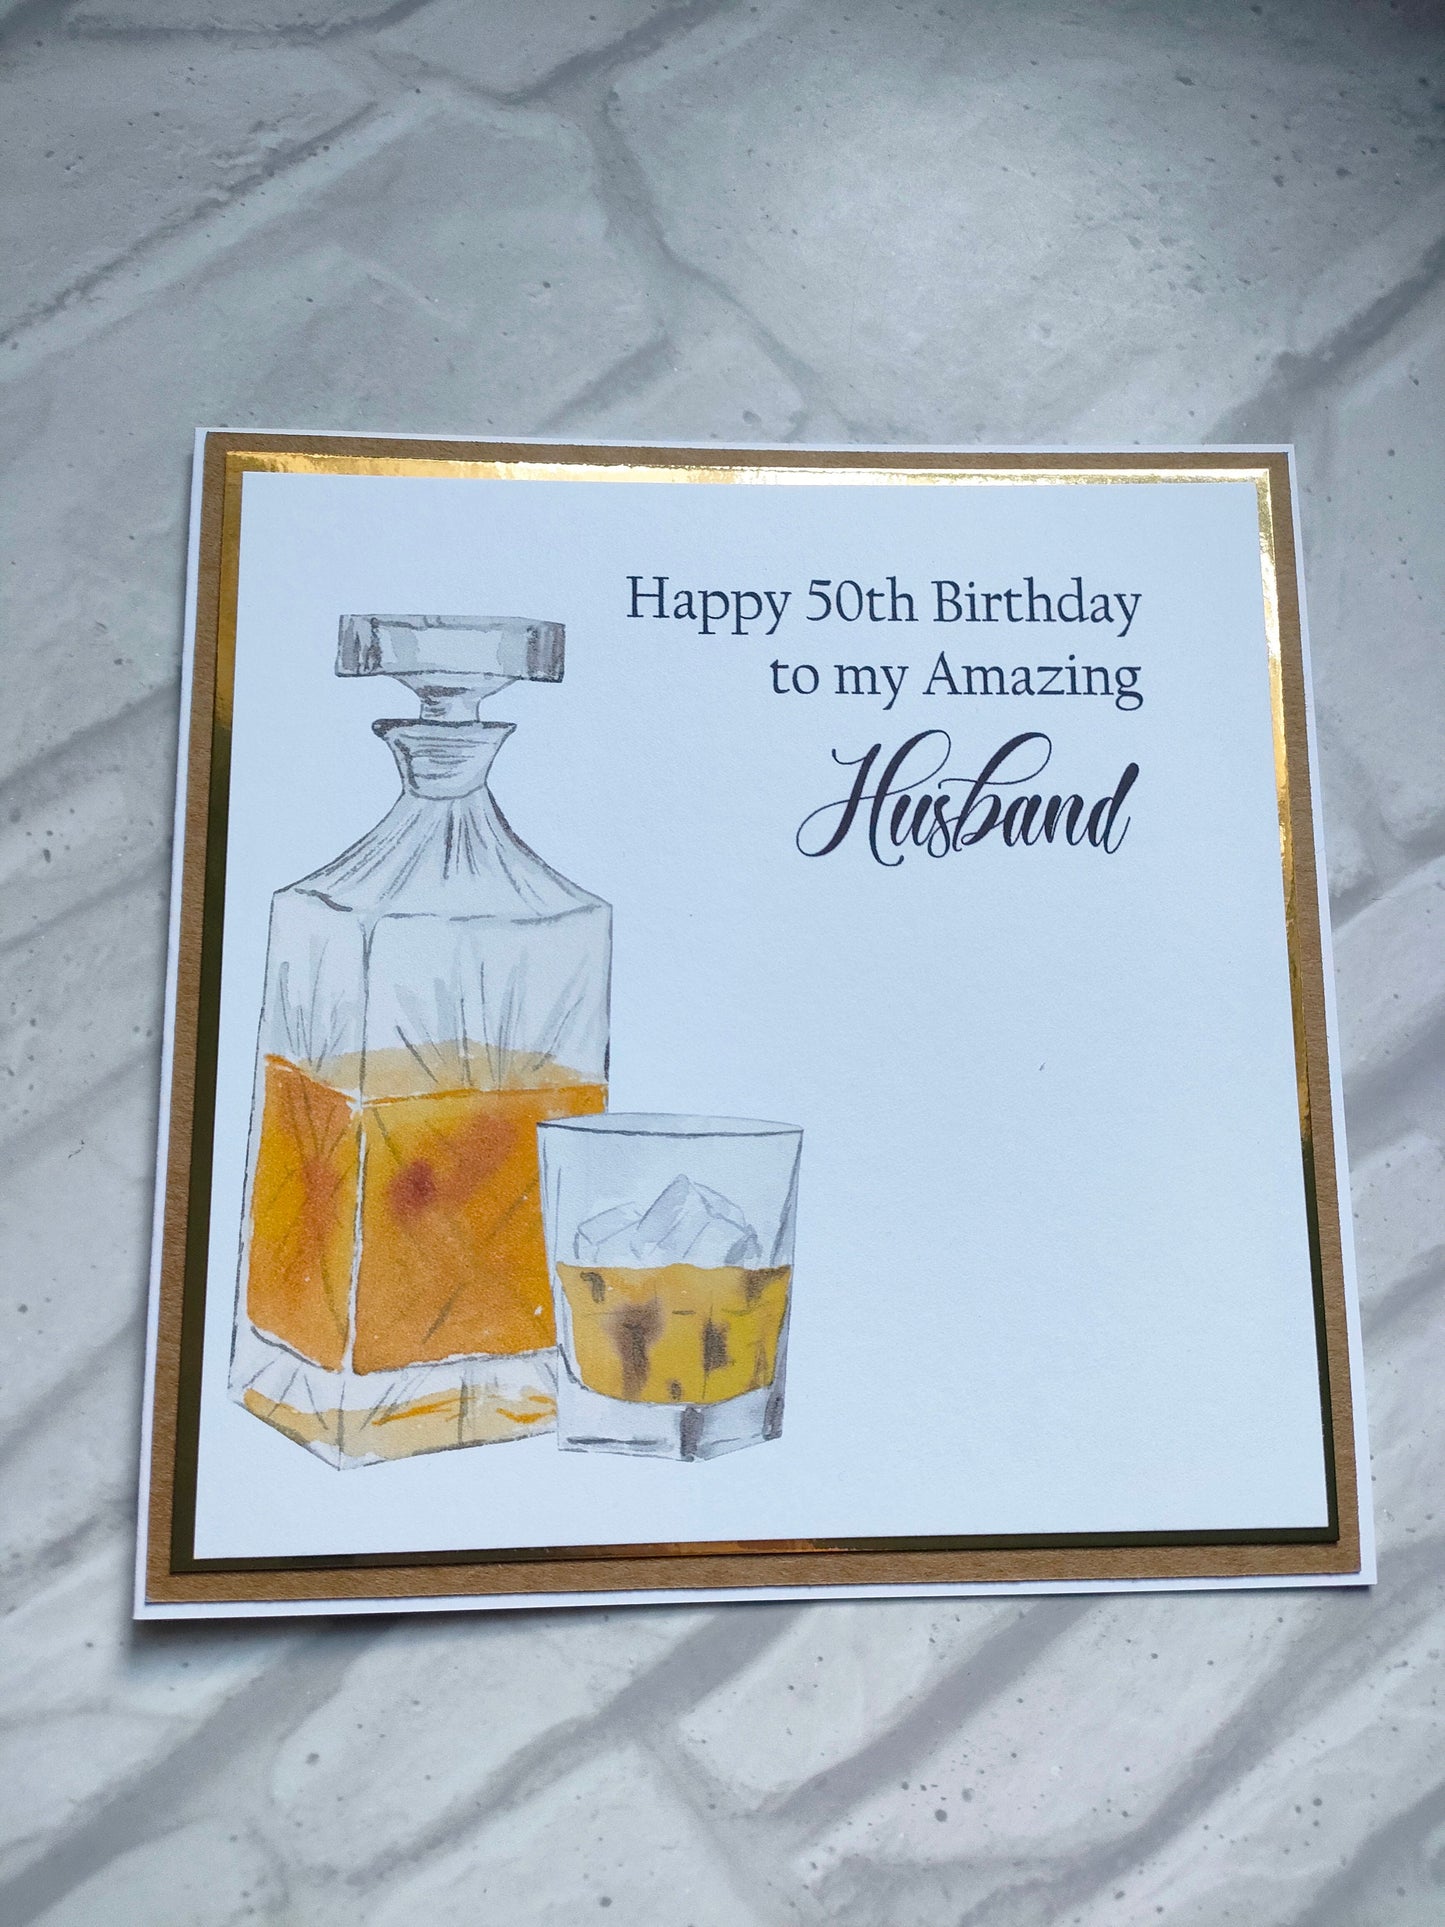 Happy 50th Birthday
to my Amazing
Husband